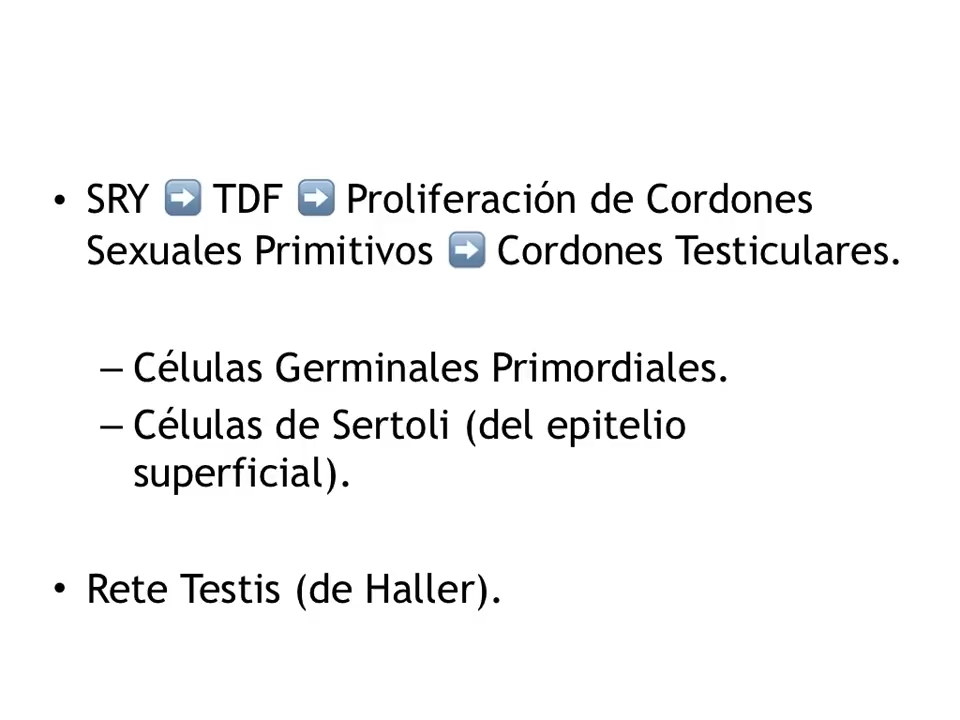 • SRY ➡️ TDF ➡️ Proliferación de Cordones
Sexuales Primitivos ➡️ Cordones Testiculares.
– Células Germinales Primordiales.
– Células de Sertoli (del epitelio
superficial).
• Rete Testis (de Haller).